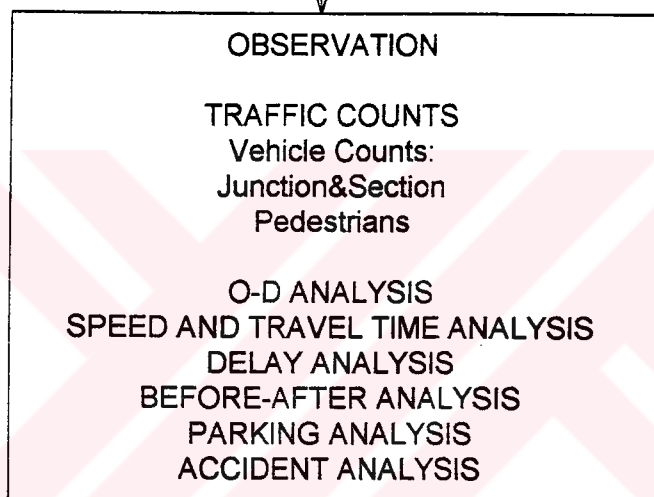 OBSERVATION
TRAFFIC COUNTS
Vehicle Counts:
Junction&Section
Pedestrians
O-D ANALYSIS
SPEED AND TRAVEL TIME ANALYSIS
DELAY ANALYSIS
BEFORE-AFTER ANALYSIS
PARKING ANALYSIS
ACCIDENT ANALYSIS